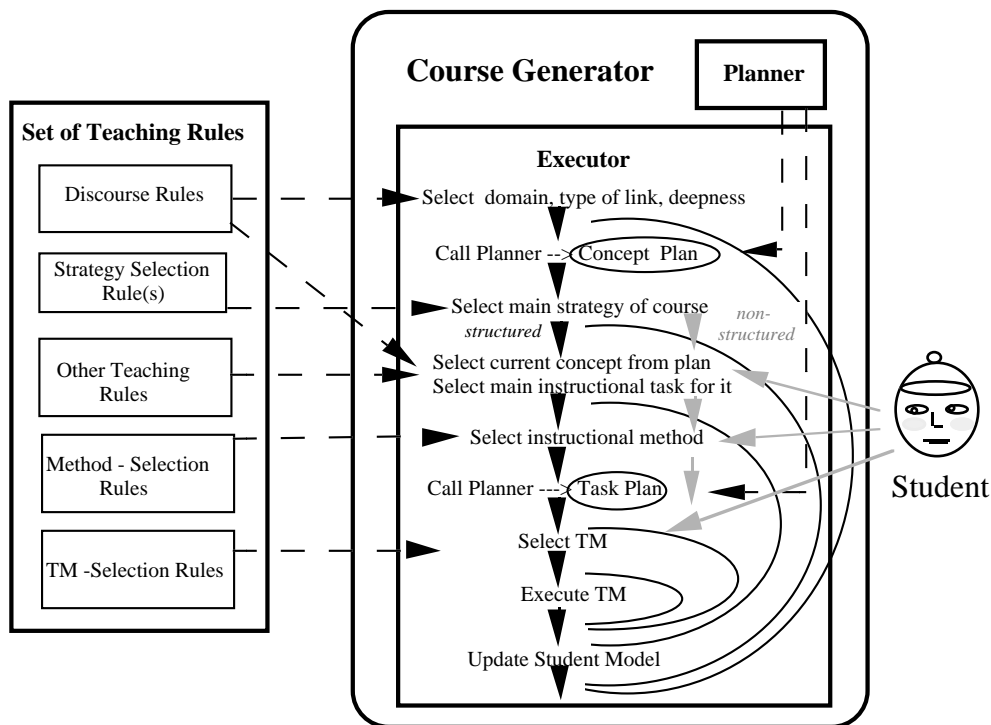 Course Generator
Planner
Set of Teaching Rules
Discourse Rules
Strategy Selection
Rule(s)
Other Teaching
Rules
Method - Selection
Rules
TM -Selection Rules
Executor
Select domain, type of link, deepness
Call Planner --> Concept Plan
Select main strategy of course
structured
non-
structured
Select current concept from plan
Select main instructional task for it
Select instructional method
Call Planner ---> Task Plan
Select TM
Execute TM
Update Student Model
Student